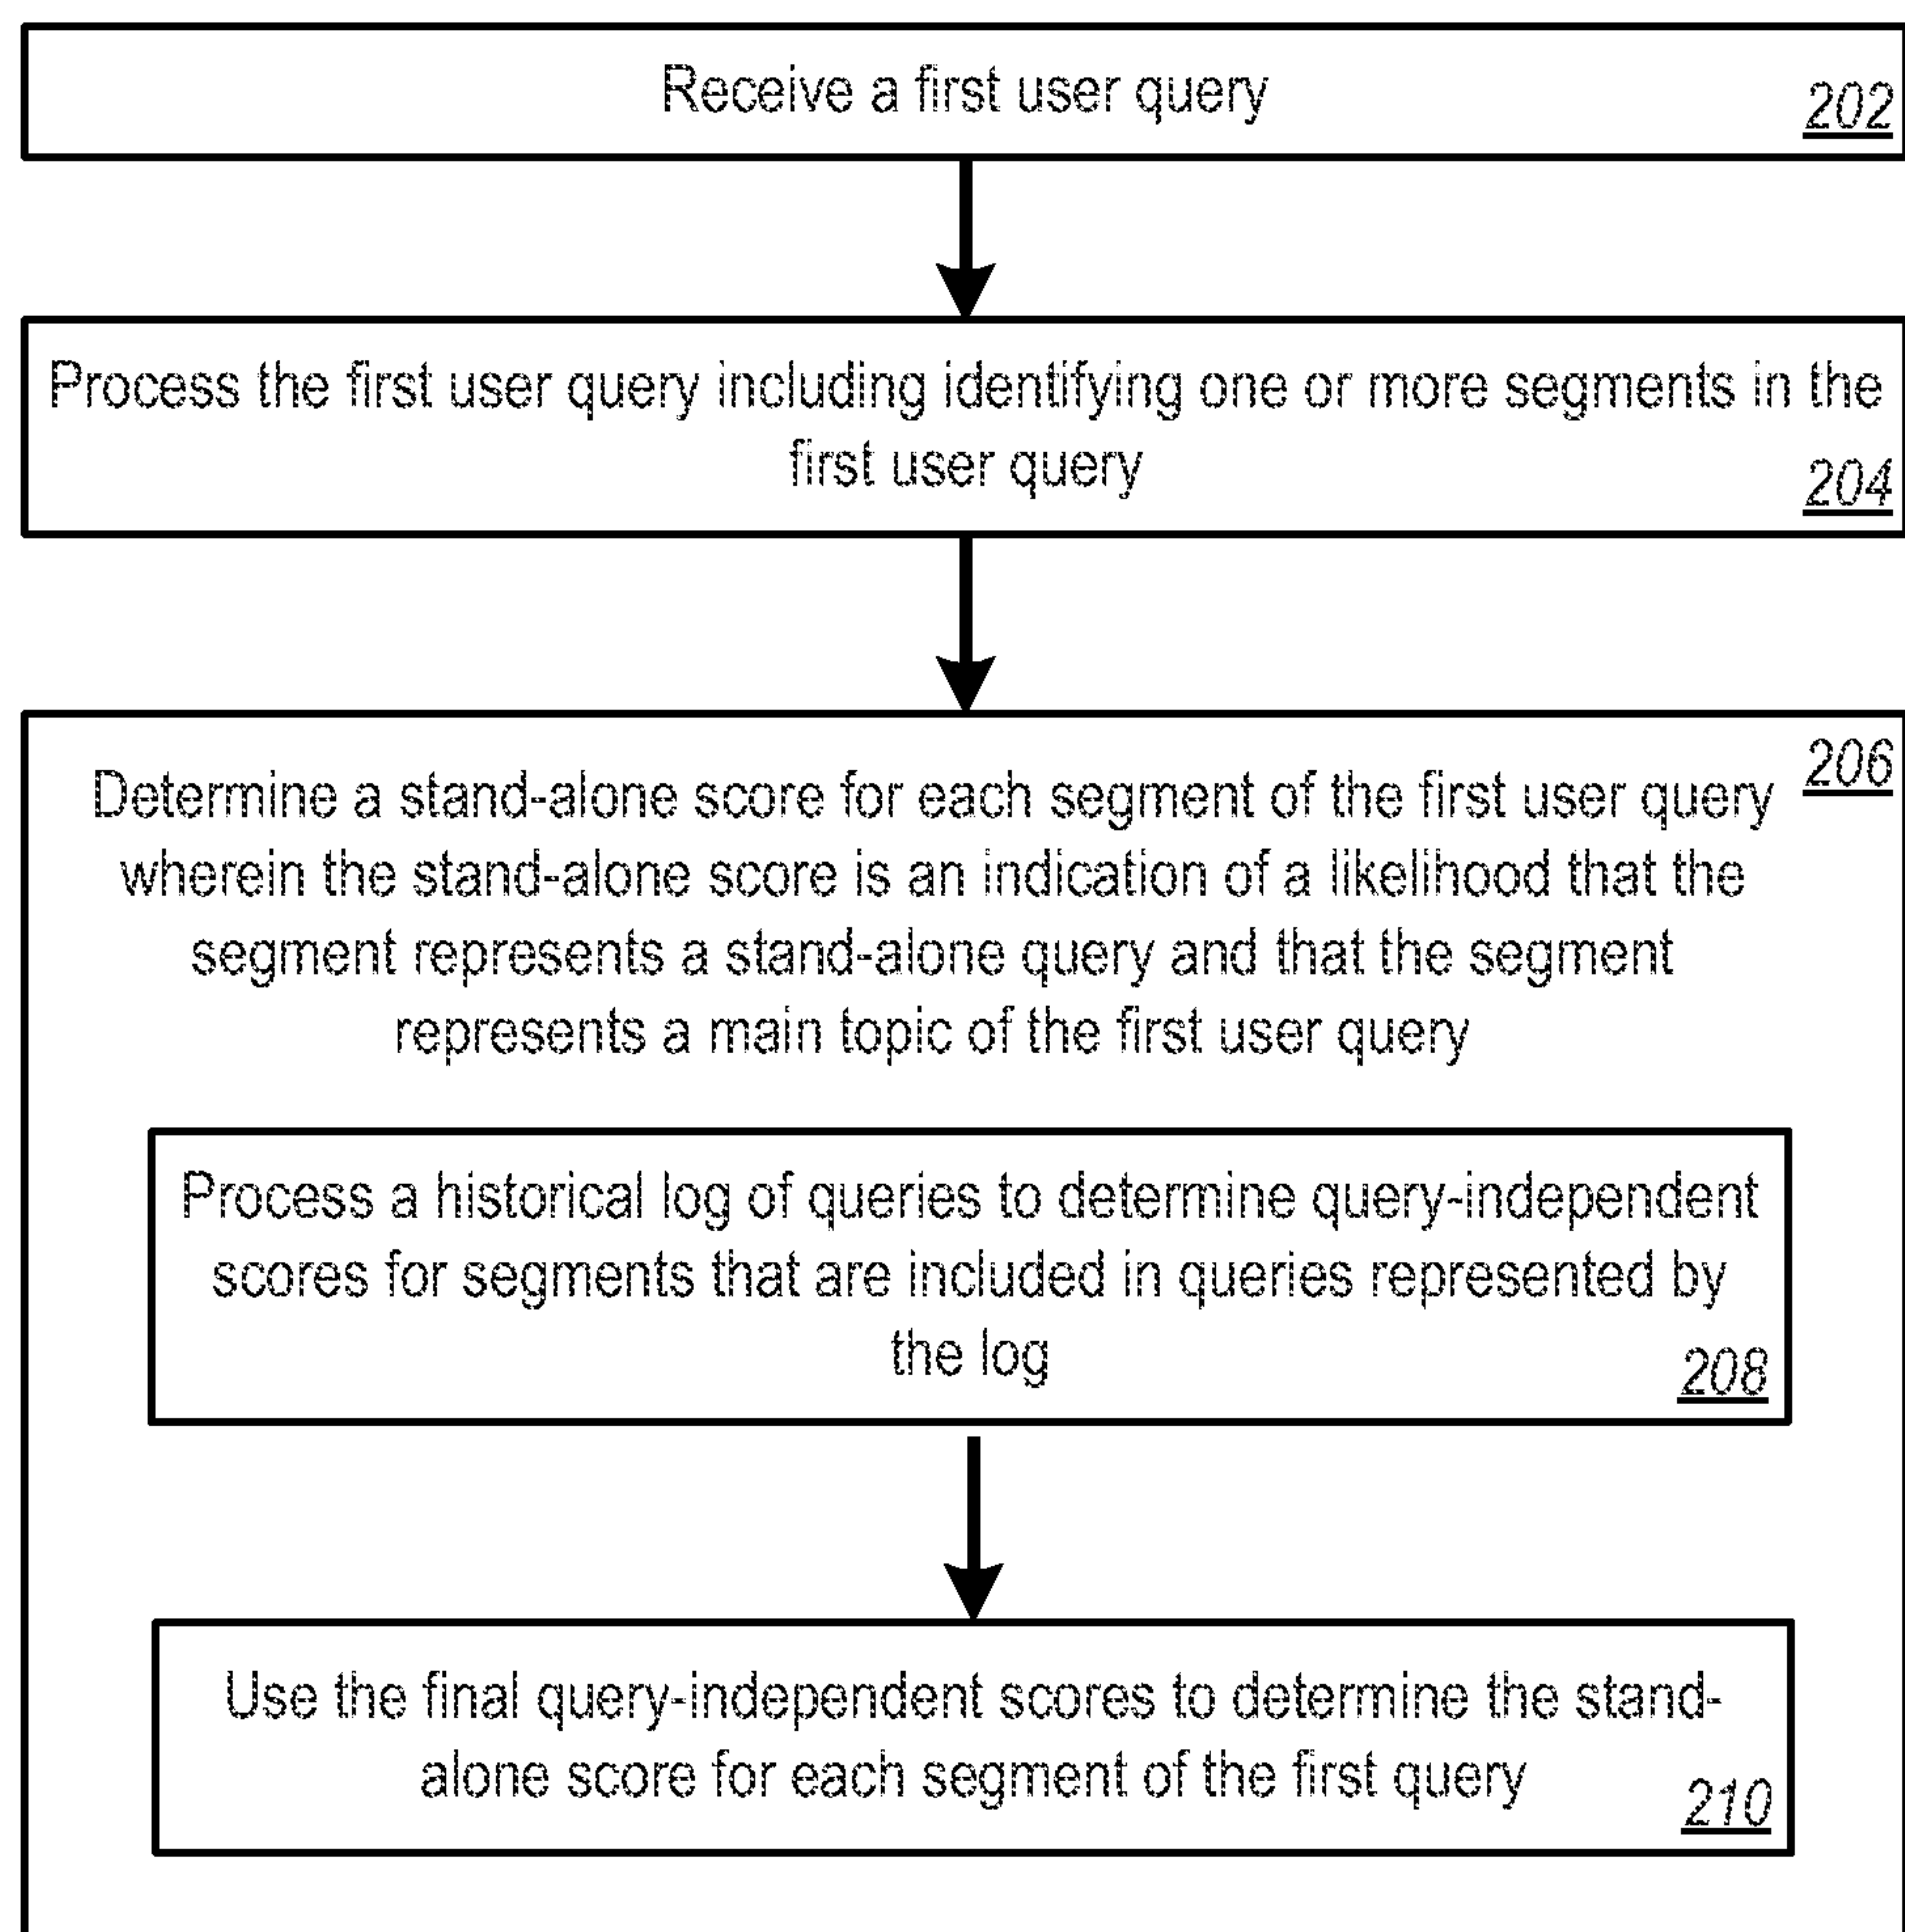 Receive a first user query
202
Process the first user query including identifying one or more segments in the
first user query
204
206
Determine a stand-alone score for each segment of the first user query
wherein the stand-alone score is an indication of a likelihood that the
segment represents a stand-alone query and that the segment
represents a main topic of the first user query
Process a historical log of queries to determine query-independent
scores for segments that are included in queries represented by
the log
208
Use the final query-independent scores to determine the stand-
alone score for each segment of the first query
210